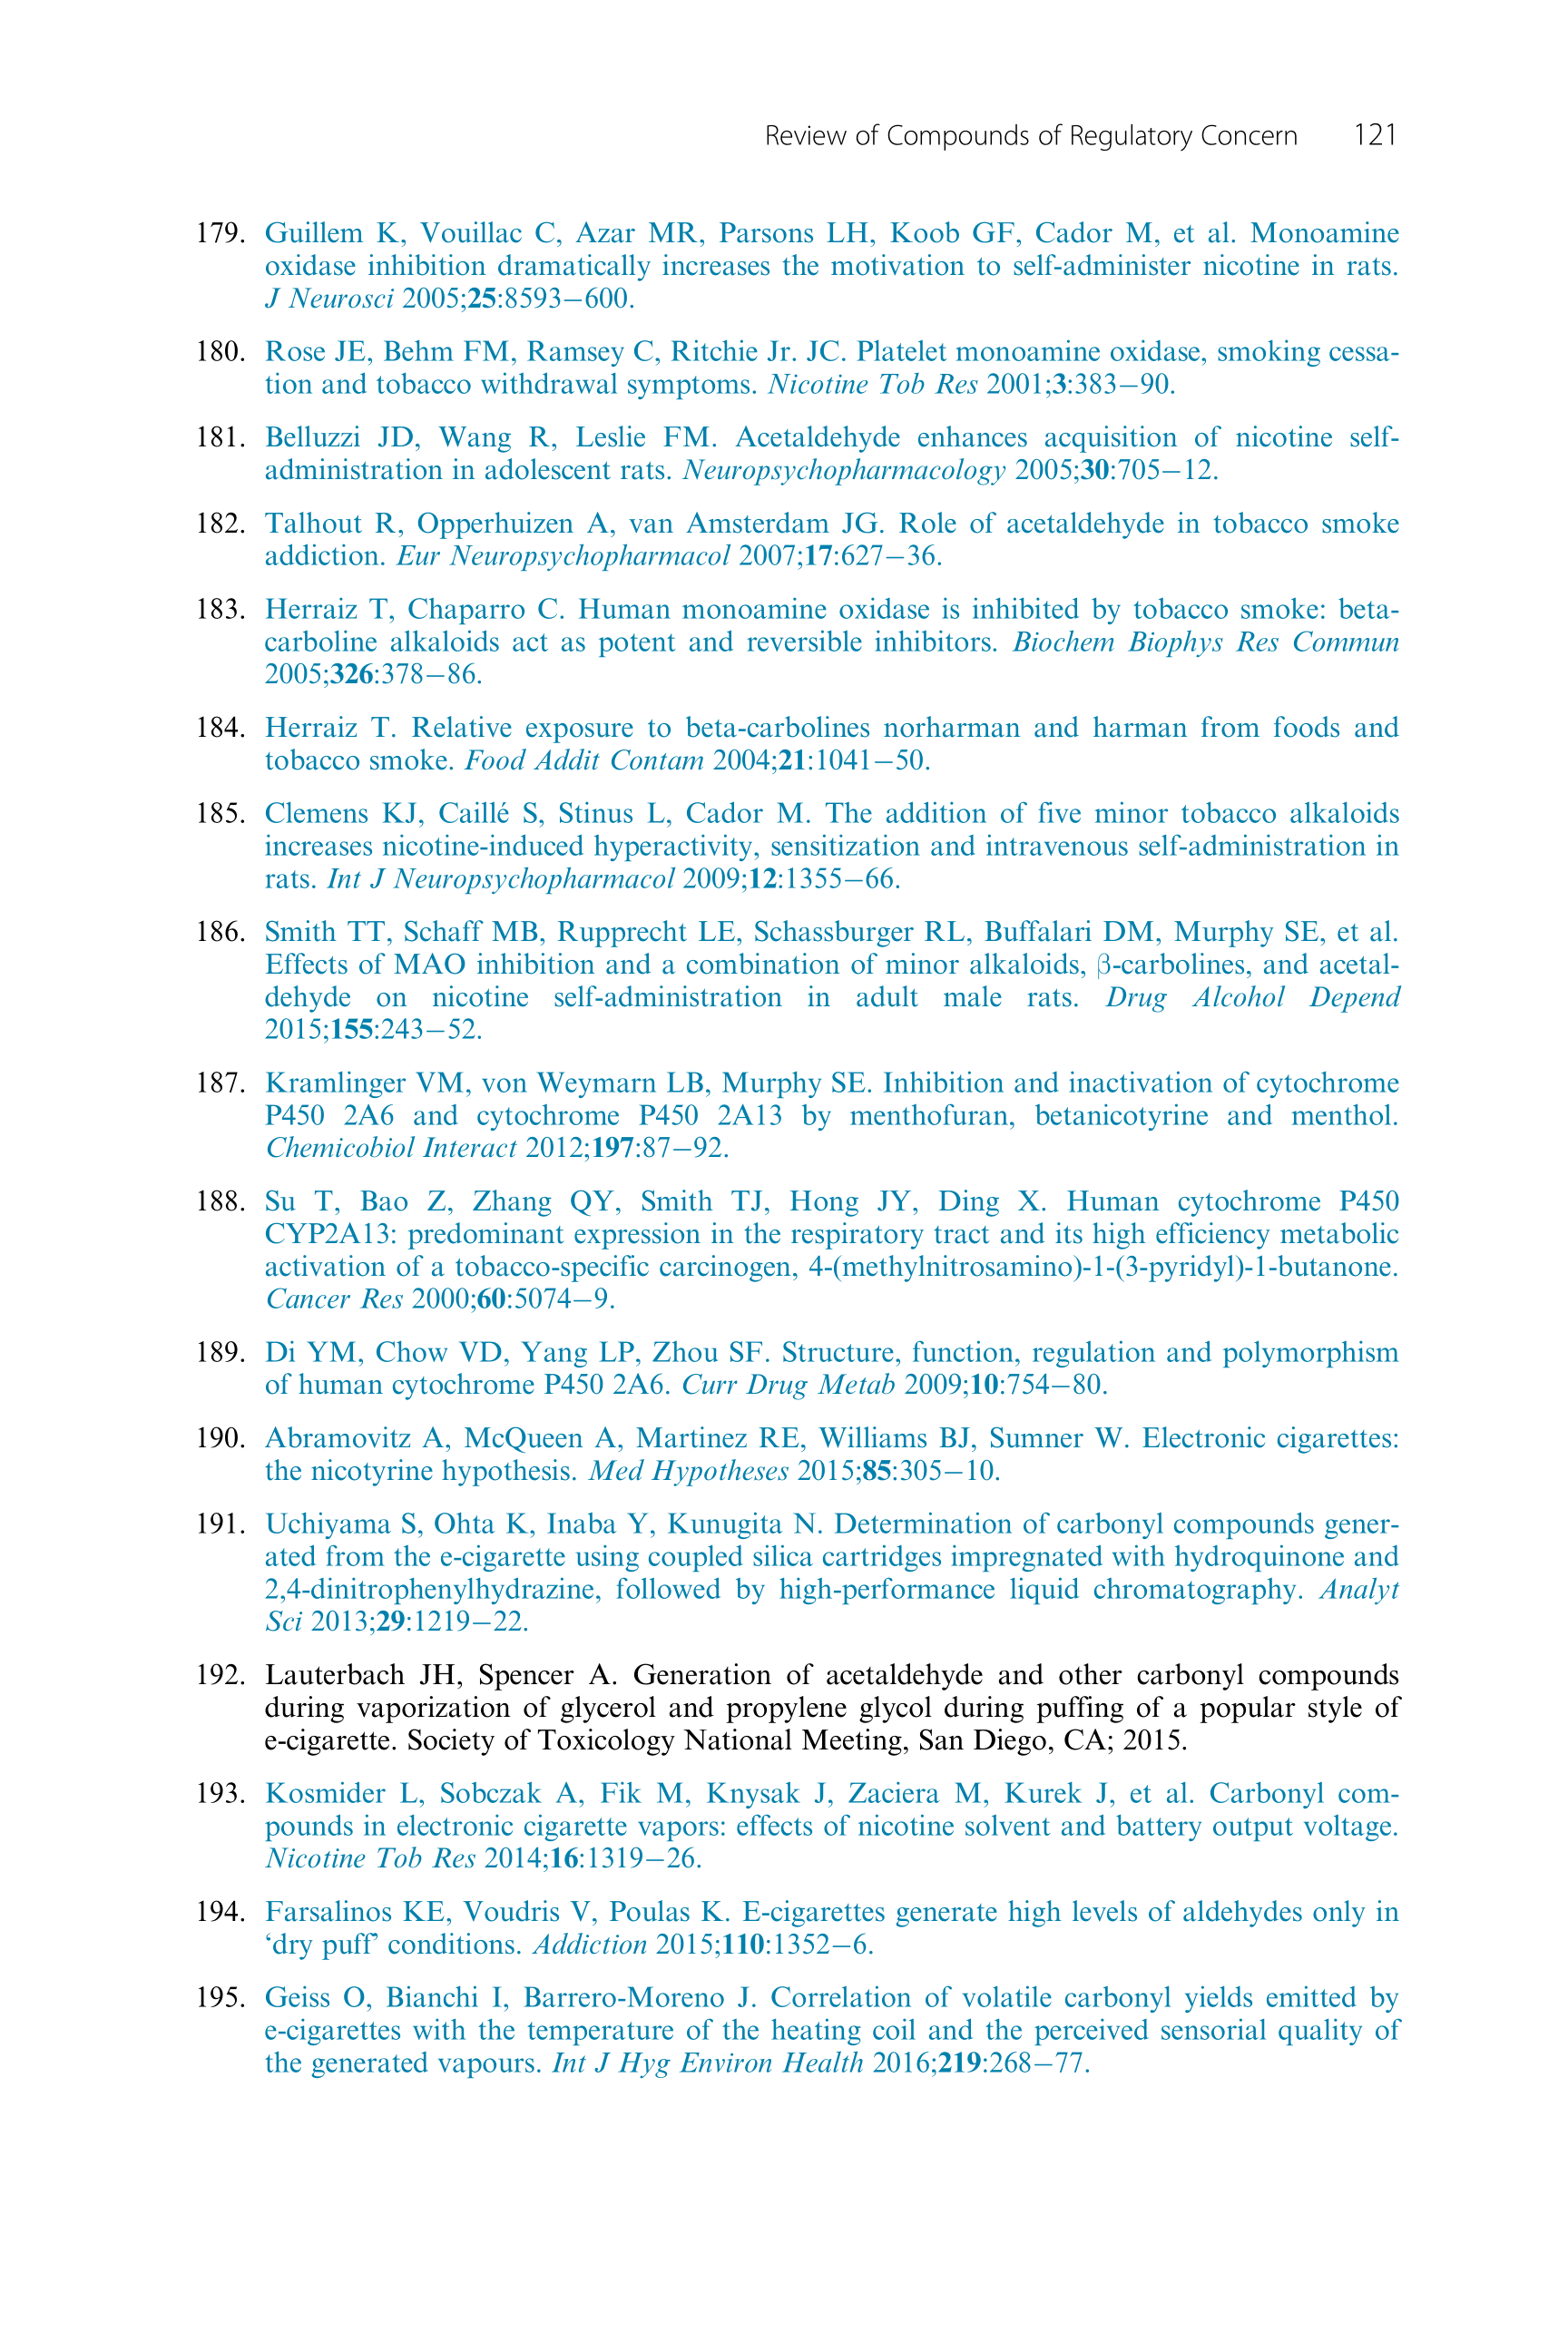 Review of Compounds of Regulatory Concern 121
179. Guillem K, Vouillac C, Azar MR, Parsons LH, Koob GF, Cador M, et al. Monoamine
oxidase inhibition dramatically increases the motivation to self-administer nicotine in rats.
J Neurosci 2005;25:8593–600.
180. Rose JE, Behm FM, Ramsey C, Ritchie Jr. JC. Platelet monoamine oxidase, smoking cessa-
tion and tobacco withdrawal symptoms. Nicotine Tob Res 2001;3:383–90.
181. Belluzzi JD, Wang R, Leslie FM. Acetaldehyde enhances acquisition of nicotine self-
administration in adolescent rats. Neuropsychopharmacology 2005;30:705–12.
182. Talhout R, Opperhuizen A, van Amsterdam JG. Role of acetaldehyde in tobacco smoke
addiction. Eur Neuropsychopharmacol 2007;17:627–36.
183. Herraiz T, Chaparro C. Human monoamine oxidase is inhibited by tobacco smoke: beta-
carboline alkaloids act as potent and reversible inhibitors. Biochem Biophys Res Commun
2005;326:378–86.
184. Herraiz T. Relative exposure to beta-carbolines norharman and harman from foods and
tobacco smoke. Food Addit Contam 2004;21:1041–50.
185. Clemens KJ, Caillé S, Stinus L, Cador M. The addition of five minor tobacco alkaloids
increases nicotine-induced hyperactivity, sensitization and intravenous self-administration in
rats. Int J Neuropsychopharmacol 2009;12:1355–66.
186. Smith TT, Schaff MB, Rupprecht LE, Schassburger RL, Buffalari DM, Murphy SE, et al.
Effects of MAO inhibition and a combination of minor alkaloids, β-carbolines, and acetal-
dehyde on nicotine self-administration in adult male rats. Drug Alcohol Depend
2015;155:243–52.
187. Kramlinger VM, von Weymarn LB, Murphy SE. Inhibition and inactivation of cytochrome
P450 2A6 and cytochrome P450 2A13 by menthofuran, betanicotyrine and menthol.
Chemicobiol Interact 2012;197:87–92.
188. Su T, Bao Z, Zhang QY, Smith TJ, Hong JY, Ding X. Human cytochrome P450
CYP2A13: predominant expression in the respiratory tract and its high efficiency metabolic
activation of a tobacco-specific carcinogen, 4-(methylnitrosamino)-1-(3-pyridyl)-1-butanone.
Cancer Res 2000;60:5074–9.
189. Di YM, Chow VD, Yang LP, Zhou SF. Structure, function, regulation and polymorphism
of human cytochrome P450 2A6. Curr Drug Metab 2009;10:754–80.
190. Abramovitz A, McQueen A, Martinez RE, Williams BJ, Sumner W. Electronic cigarettes:
the nicotyrine hypothesis. Med Hypotheses 2015;85:305–10.
191. Uchiyama S, Ohta K, Inaba Y, Kunugita N. Determination of carbonyl compounds gener-
ated from the e-cigarette using coupled silica cartridges impregnated with hydroquinone and
2,4-dinitrophenylhydrazine, followed by high-performance liquid chromatography. Analyt
Sci 2013;29:1219–22.
192. Lauterbach JH, Spencer A. Generation of acetaldehyde and other carbonyl compounds
during vaporization of glycerol and propylene glycol during puffing of a popular style of
e-cigarette. Society of Toxicology National Meeting, San Diego, CA; 2015.
193. Kosmider L, Sobczak A, Fik M, Knysak J, Zaciera M, Kurek J, et al. Carbonyl com-
pounds in electronic cigarette vapors: effects of nicotine solvent and battery output voltage.
Nicotine Tob Res 2014;16:1319–26.
194. Farsalinos KE, Voudris V, Poulas K. E-cigarettes generate high levels of aldehydes only in
‘dry puff’ conditions. Addiction 2015;110:1352–6.
195. Geiss O, Bianchi I, Barrero-Moreno J. Correlation of volatile carbonyl yields emitted by
e-cigarettes with the temperature of the heating coil and the perceived sensorial quality of
the generated vapours. Int J Hyg Environ Health 2016;219:268–77.